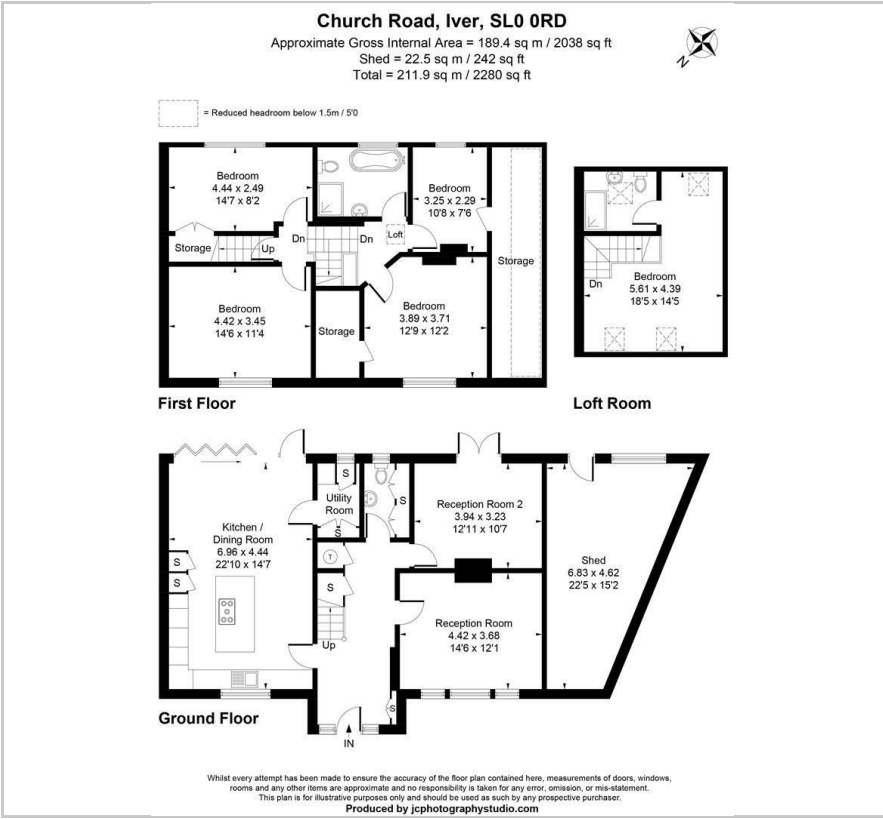 Church Road, Iver, SL0 0RD
Approximate Gross Internal Area = 189.4 sq m / 2038 sq ft
Shed = 22.5 sq m / 242 sq ft
Total = 211.9 sq m / 2280 sq ft
N
= Reduced headroom below 1.5m / 5'0
Bedroom
4.44 x 2.49
14'7 x 8'2
Bedroom
3.25 x 2.29
10'8 x 7'6
Storage
Up
Dn
Dn
Loft
Storage
Bedroom
4.42 x 3.45
14'6 x 11'4
Storage
Bedroom
3.89 x 3.71
12'9 x 12'2
First Floor
Dn
Bedroom
5.61 x 4.39
18'5 x 14'5
Loft Room
Kitchen /
Dining Room
6.96 x 4.44
22'10 x 14'7
S
S
S
Utility
Room
S
S
T
S
Up
Reception Room 2
3.94 x 3.23
12'11 x 10'7
Reception Room
4.42 x 3.68
14'6 x 12'1
Shed
6.83 x 4.62
22'5 x 15'2
S
IN
Ground Floor
Whilst every attempt has been made to ensure the accuracy of the floor plan contained here, measurements of doors, windows,
rooms and any other items are approximate and no responsibility is taken for any error, omission, or mis-statement.
This plan is for illustrative purposes only and should be used as such by any prospective purchaser.
Produced by jcphotographystudio.com